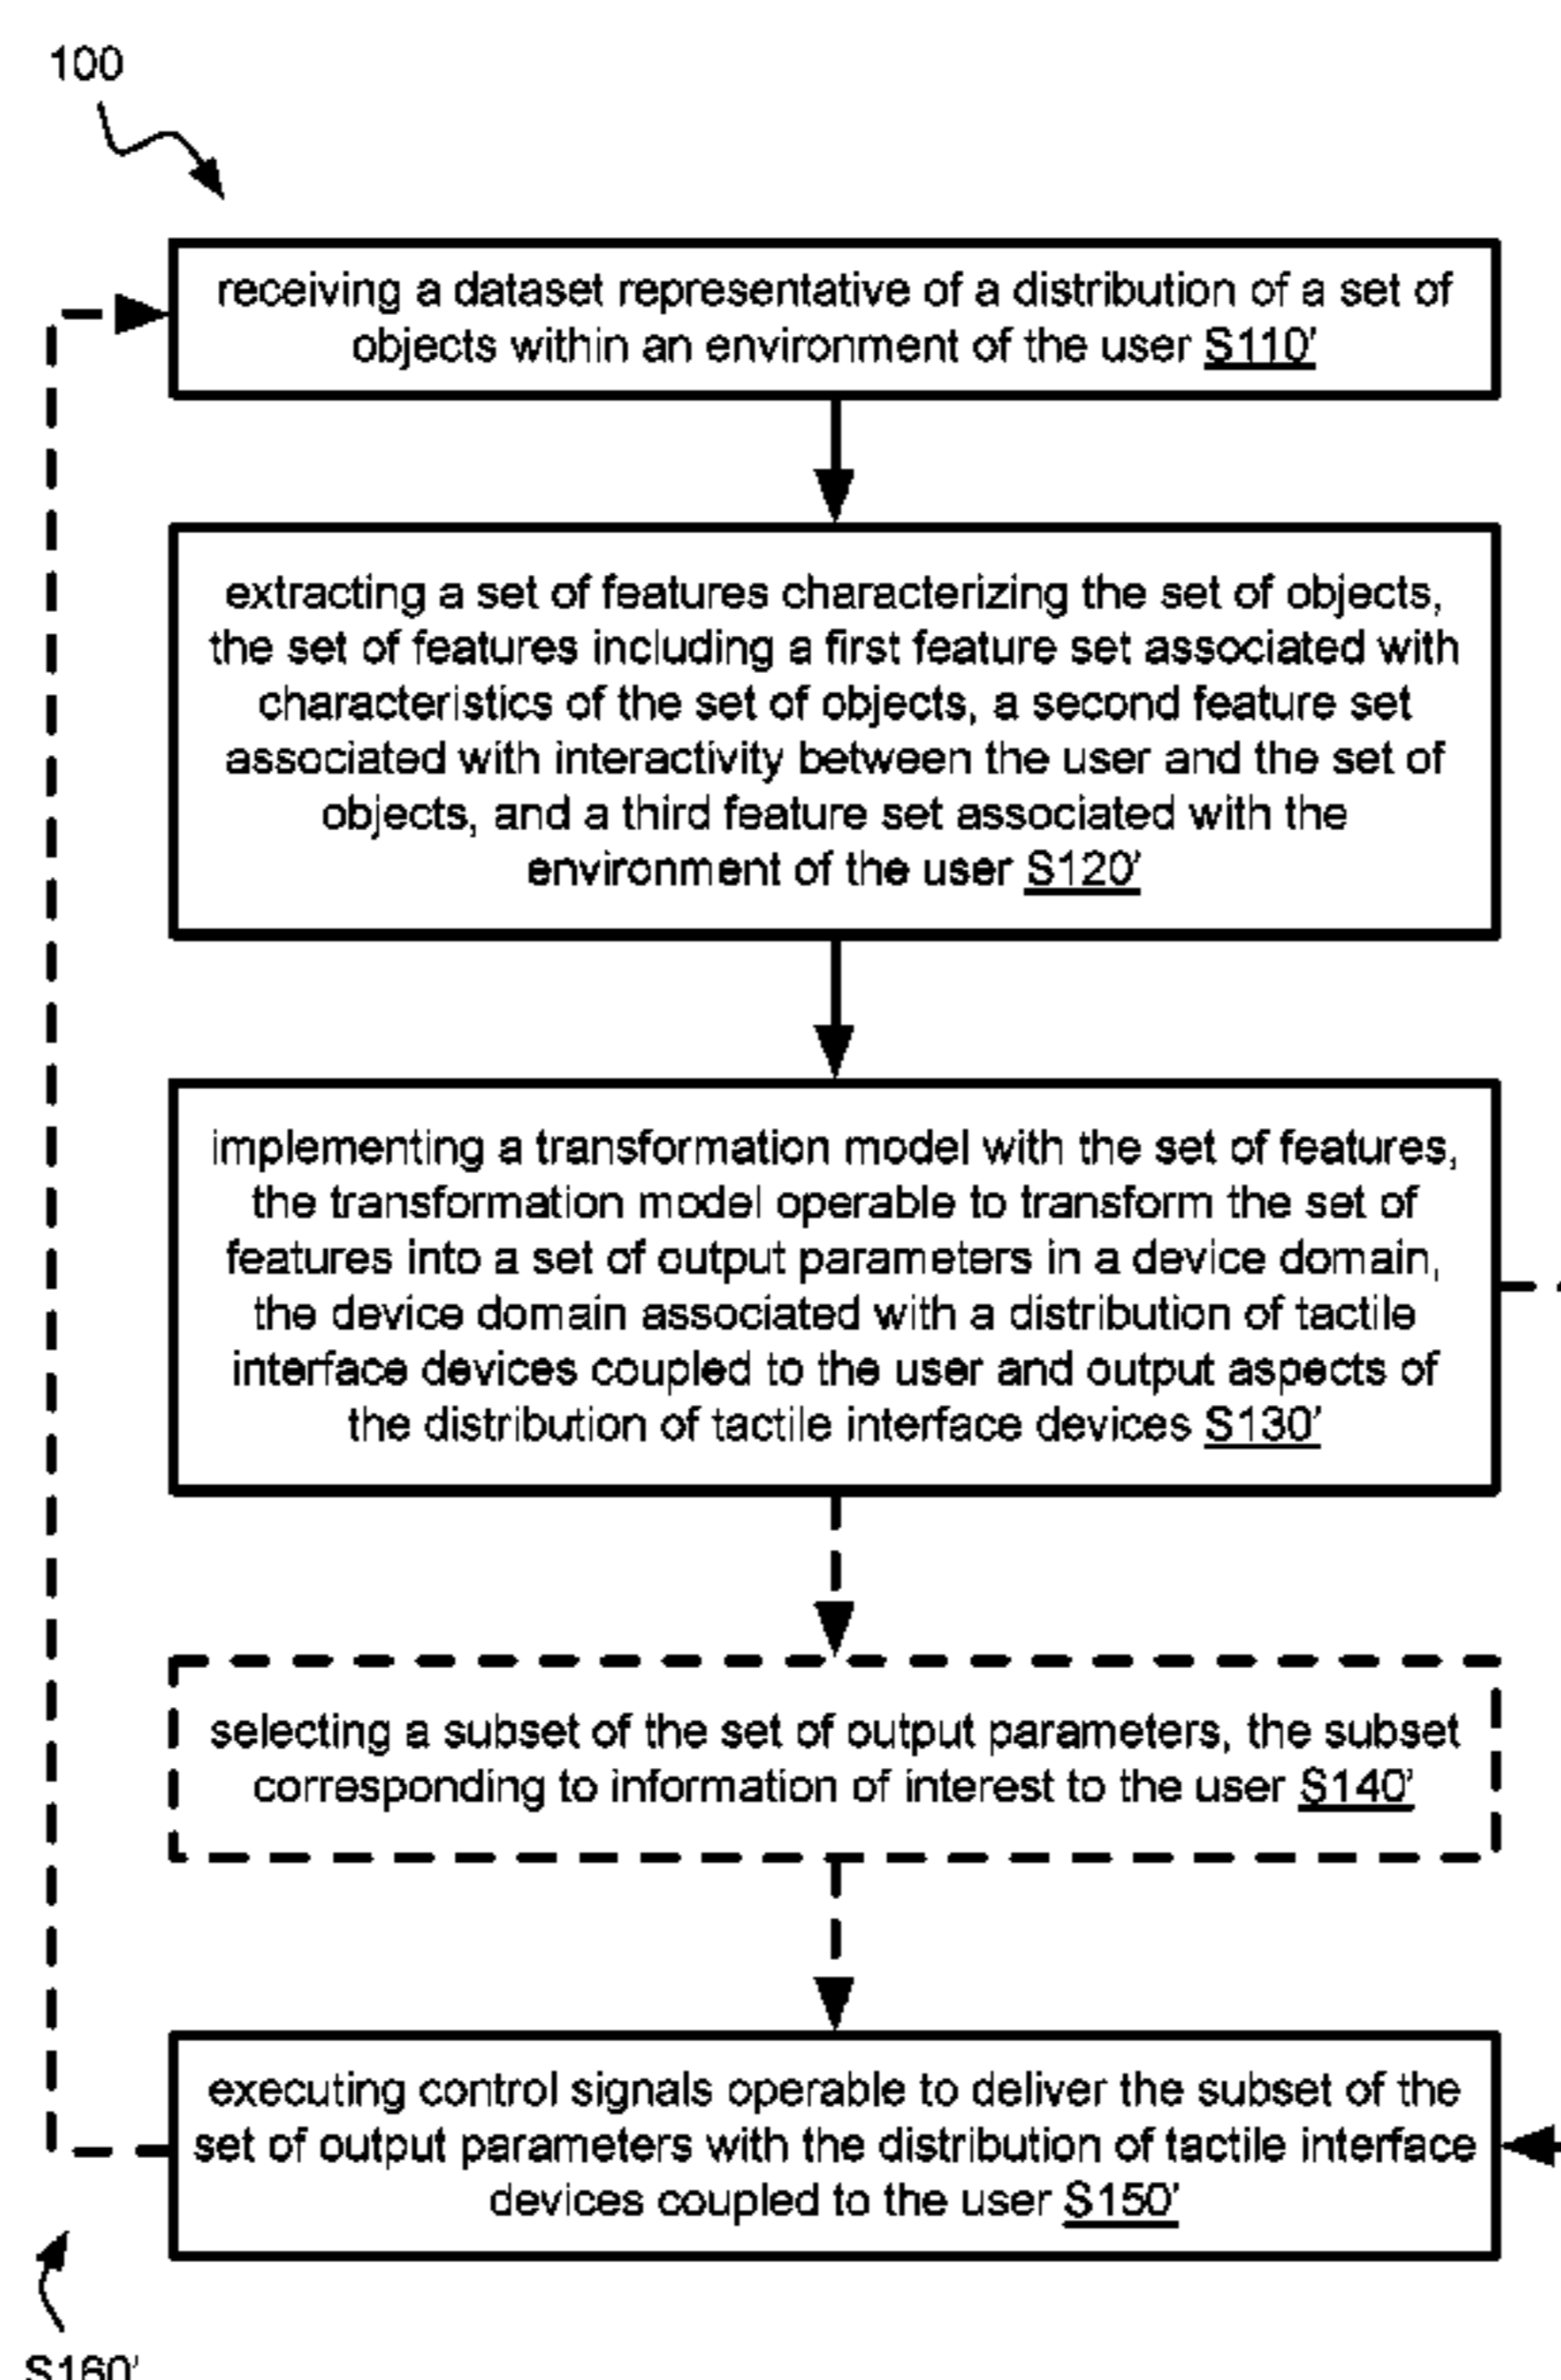 100
receiving a dataset representative of a distribution of a set of
objects within an environment of the user S110'
extracting a set of features characterizing the set of objects,
the set of features including a first feature set associated with
characteristics of the set of objects, a second feature set
associated with interactivity between the user and the set of
objects, and a third feature set associated with the
environment of the user S120'
implementing a transformation model with the set of features,
the transformation model operable to transform the set of
features into a set of output parameters in a device domain,
the device domain associated with a distribution of tactile
interface devices coupled to the user and output aspects of
the distribution of tactile interface devices S130'
selecting a subset of the set of output parameters, the subset
corresponding to information of interest to the user S140'
executing control signals operable to deliver the subset of the
set of output parameters with the distribution of tactile interface
devices coupled to the user S150'
S160'